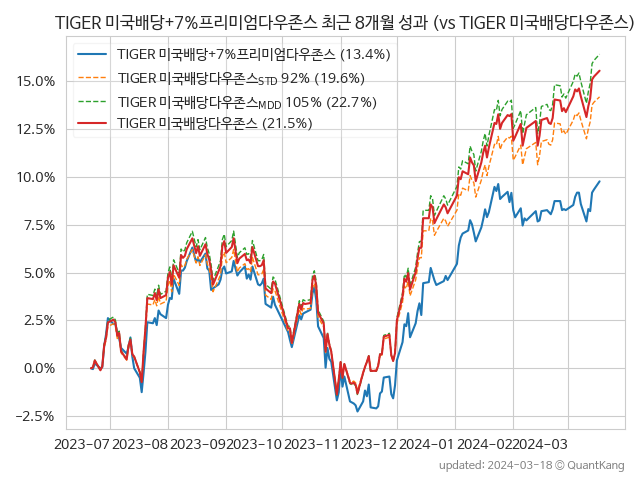 TIGER 미국배당+7%프리미엄다우존스 최근 8개월 성과 (vs TIGER 미국배당다우존스)
TIGER 미국배당+7%프리미엄다우존스 (13.4%)
TIGER 미국배당다우존스STD 92% (19.6%)
TIGER 미국배당다우존스MDD 105% (22.7%)
TIGER 미국배당다우존스 (21.5%)
15.0%
12.5%
10.0%
7.5%
5.0%
2.5%
0.0%
−2.5%
2023-07 2023-08 2023-09 2023-10 2023-11 2023-12 2024-01 2024-02 2024-03
updated: 2024-03-18 © QuantKang